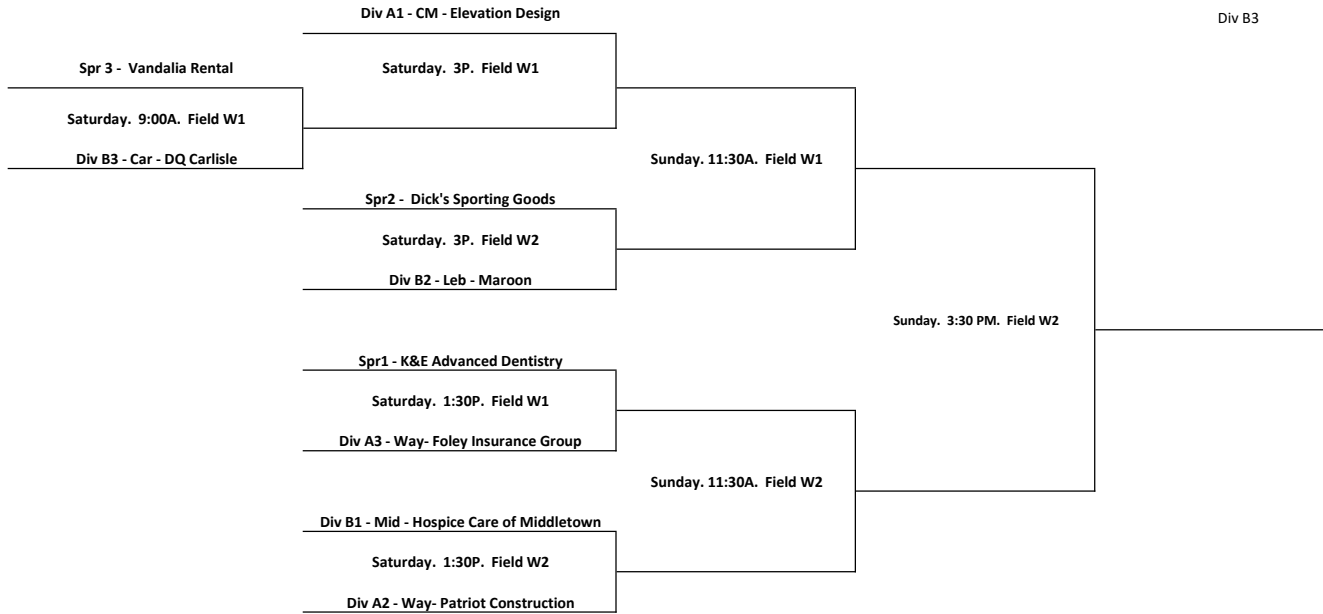 Div A1 - CM - Elevation Design
Div B3
Spr 3 - Vandalia Rental
Saturday. 3P. Field W1
Saturday. 9:00A. Field W1
Div B3 - Car - DQ Carlisle
Sunday. 11:30A. Field W1
Spr2 - Dick's Sporting Goods
Saturday. 3P. Field W2
Div B2 - Leb - Maroon
Sunday. 3:30 PM. Field W2
Spr1 - K&E Advanced Dentistry
Saturday. 1:30P. Field W1
Div A3 - Way- Foley Insurance Group
Sunday. 11:30A. Field W2
Div B1 - Mid - Hospice Care of Middletown
Saturday. 1:30P. Field W2
Div A2 - Way- Patriot Construction